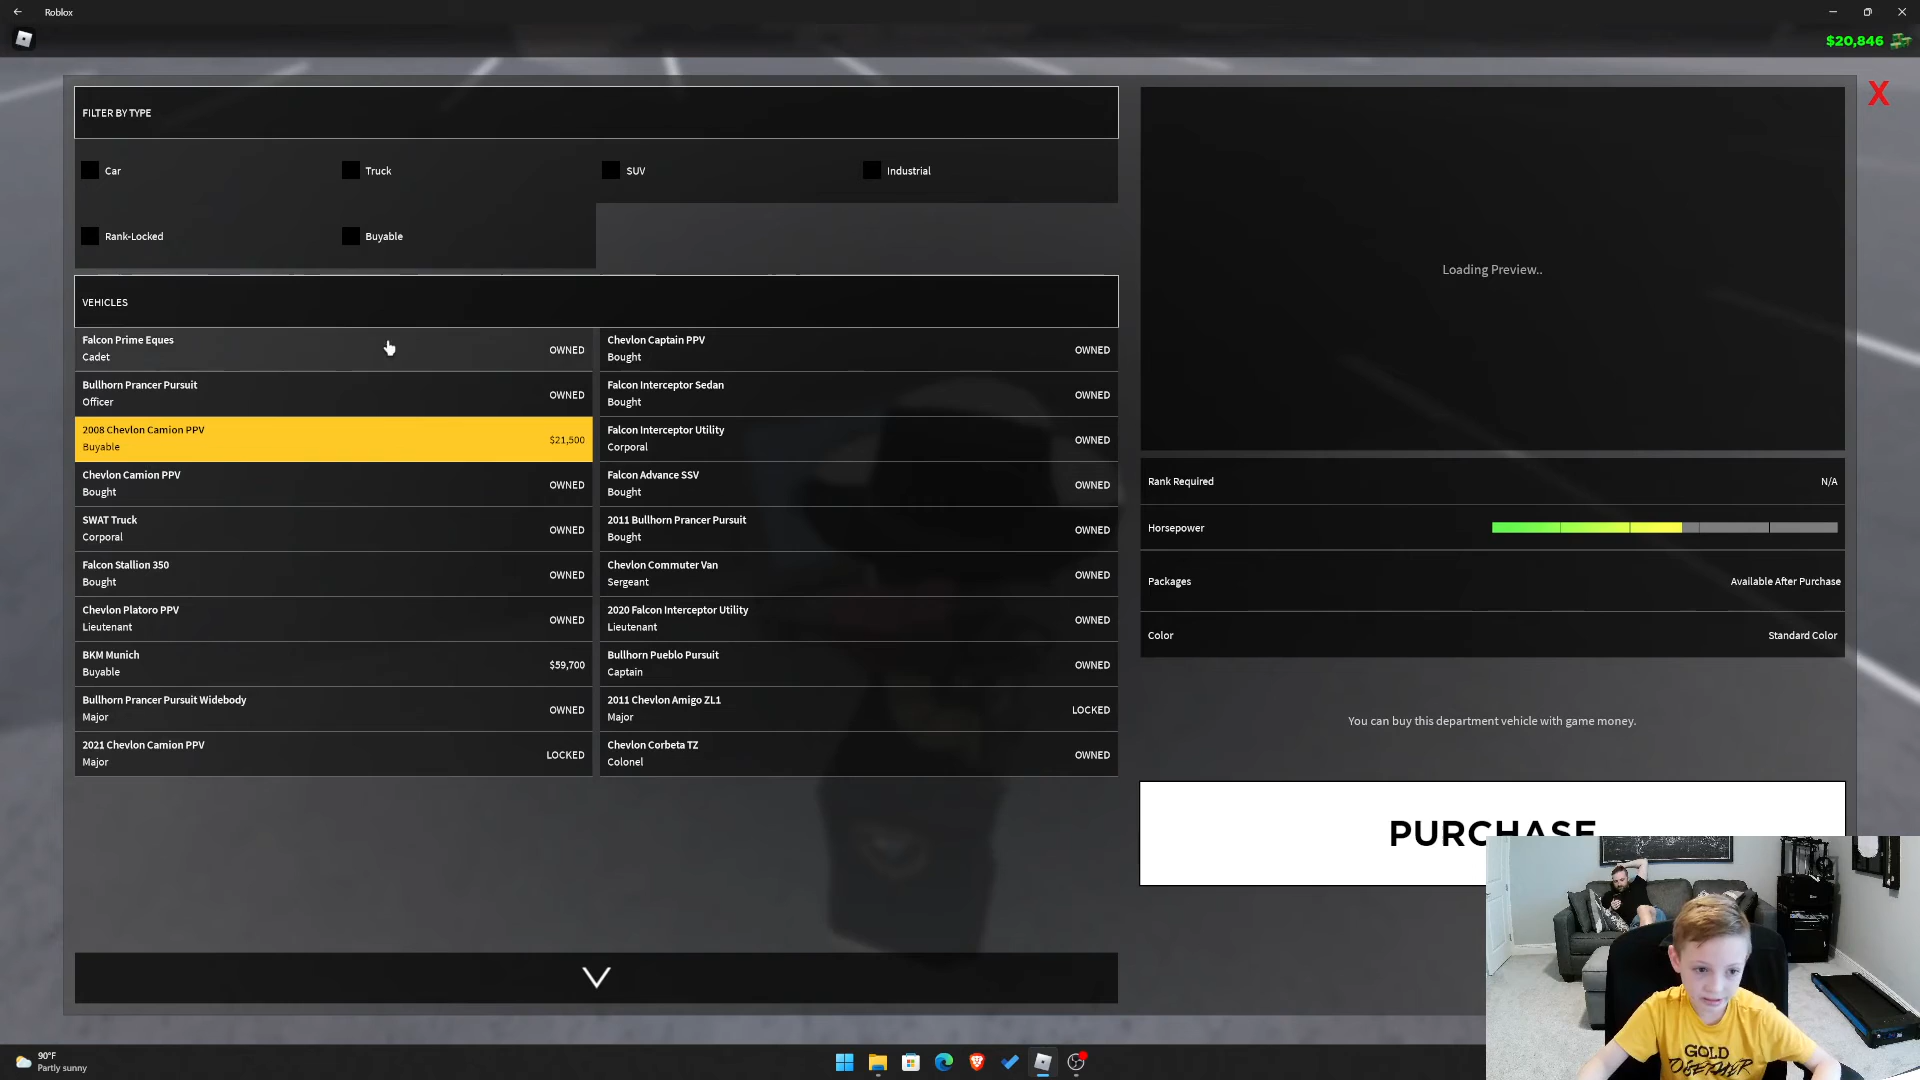 Roblox
$20,846
X
FILTER BY TYPE
Car
Truck
SUV
Industrial
Rank-Locked
Buyable
VEHICLES
Falcon Prime Eques
Cadet
OWNED
Chevlon Captain PPV
Bought
OWNED
Bullhorn Prancer Pursuit
Officer
OWNED
Falcon Interceptor Sedan
Bought
OWNED
2008 Chevlon Camion PPV
Buyable
$21,500
Falcon Interceptor Utility
Corporal
OWNED
Chevlon Camion PPV
Bought
OWNED
Falcon Advance SSV
Bought
OWNED
SWAT Truck
Corporal
OWNED
2011 Bullhorn Prancer Pursuit
Bought
OWNED
Falcon Stallion 350
Bought
OWNED
Chevlon Commuter Van
Sergeant
OWNED
Chevlon Platoro PPV
Lieutenant
OWNED
2020 Falcon Interceptor Utility
Lieutenant
OWNED
BKM Munich
Buyable
$59,700
Bullhorn Pueblo Pursuit
Captain
OWNED
Bullhorn Prancer Pursuit Widebody
Major
OWNED
2011 Chevlon Amigo ZL1
Major
LOCKED
2021 Chevlon Camion PPV
Major
LOCKED
Chevlon Corbeta TZ
Colonel
OWNED
Loading Preview..
Rank Required
N/A
Horsepower
Packages
Available After Purchase
Color
Standard Color
You can buy this department vehicle with game money.
PURCHASE
GOLD
TOGETHER
90°F
Partly sunny